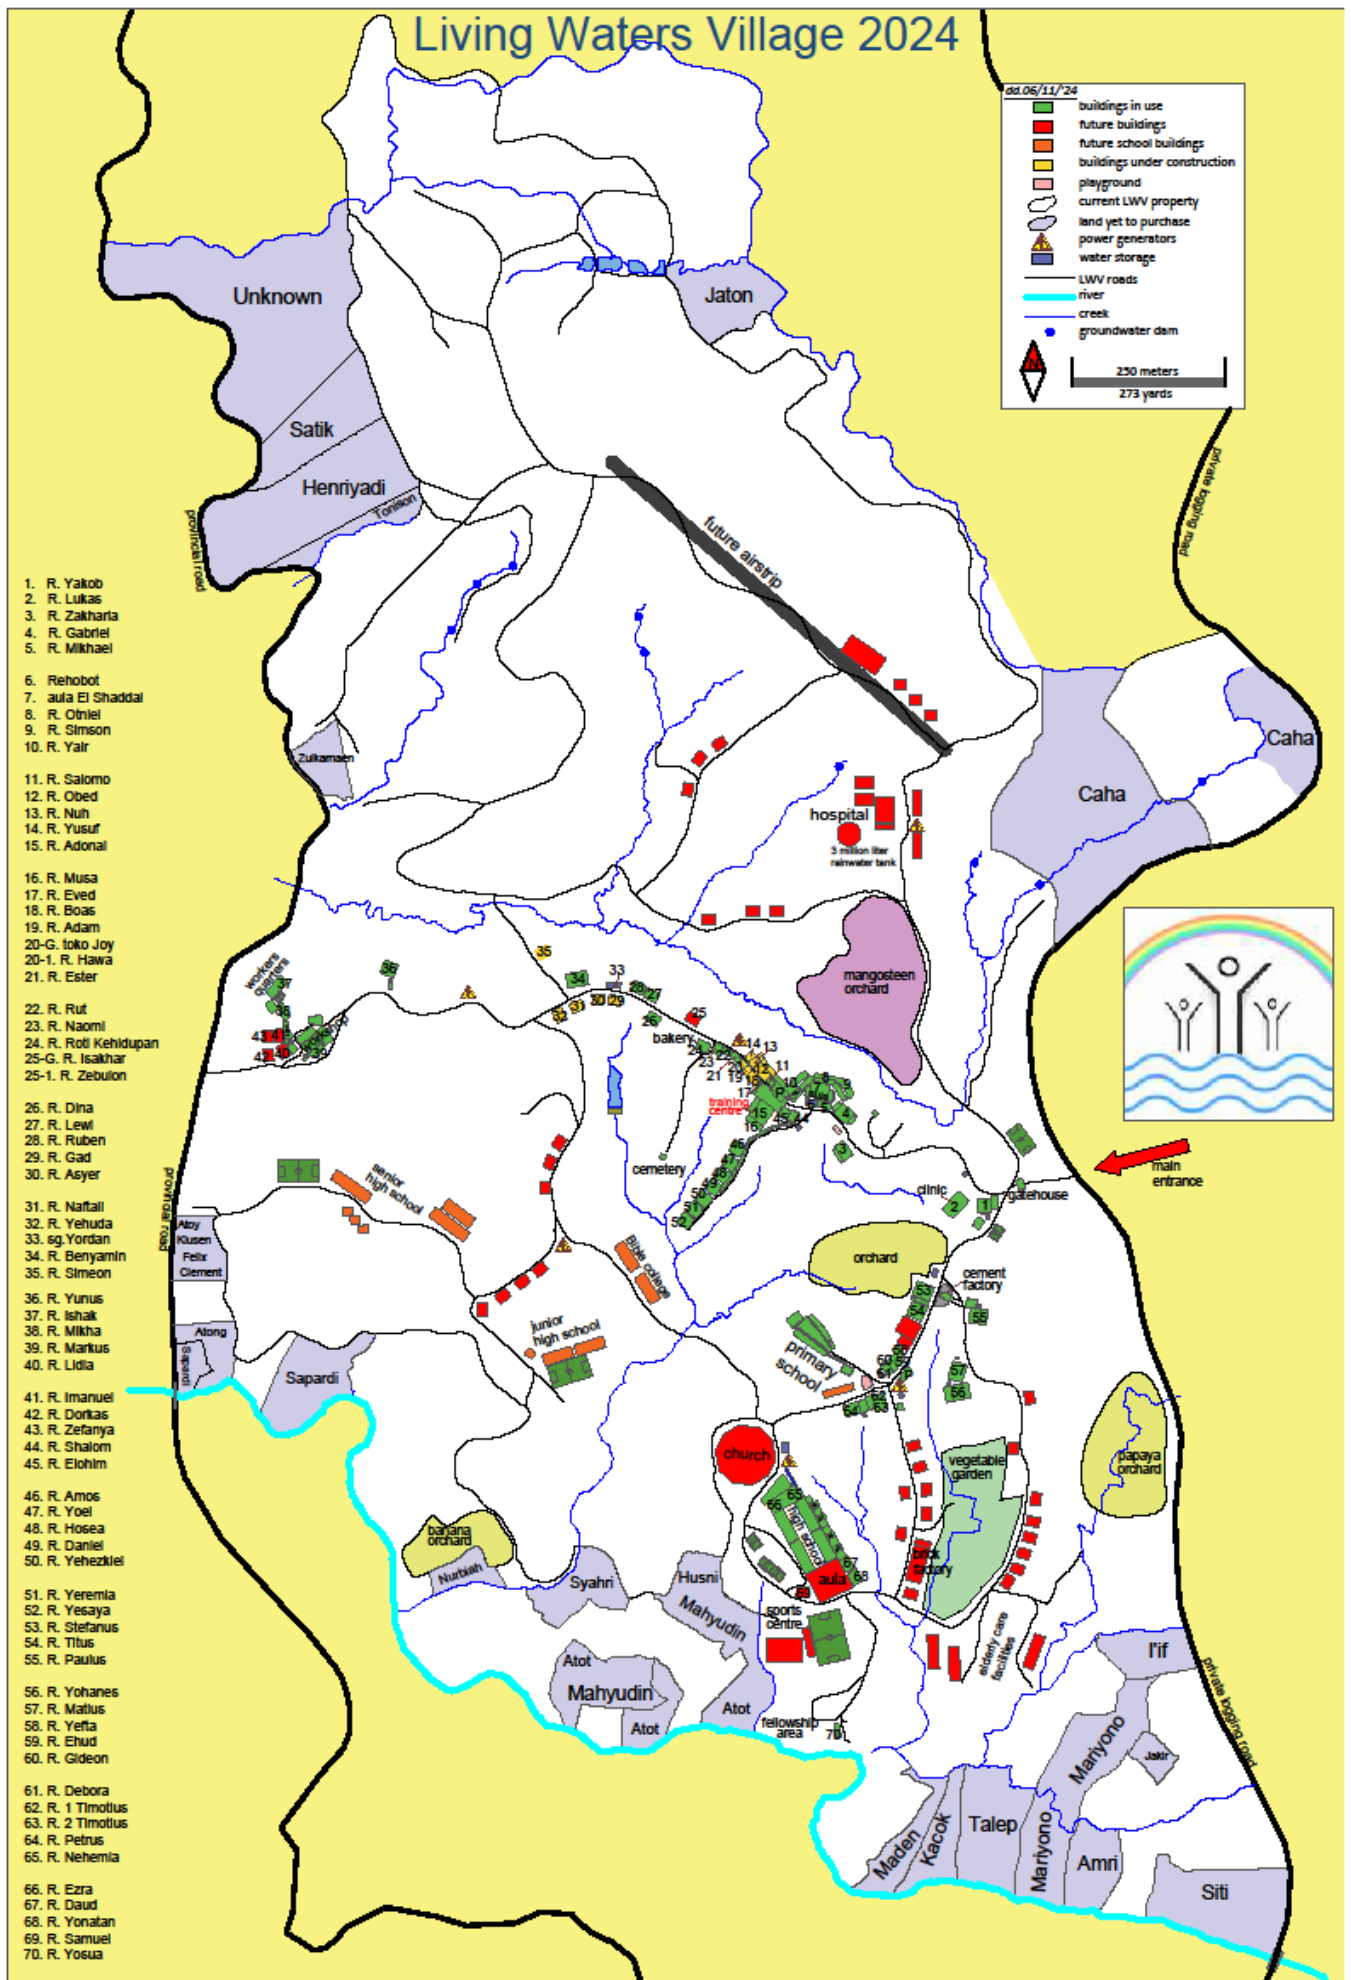 Living Waters Village 2024
dd.06/11/'24
buildings in use
future buildings
future school buildings
buildings under construction
playground
current LWV property
land yet to purchase
power generators
water storage
LWV roads
river
creek
groundwater dam
N
250 meters
273 yards
Unknown
Jaton
Satik
Henriyadi
Tonison
provincial road
private logging road
future airstrip
Zulkarnaen
Caha
Caha
hospital
3 million liter
rainwater tank
mangosteen
orchard
workers
quarters
workshop
bakery
training
centre
cemetery
clinic
gatehouse
main
entrance
senior
high school
provincial road
Atoy
Klusen
Felix
Clement
Atong
Sapardi
Sapardi
Bible college
orchard
cement
factory
junior
high school
primary
school
church
vegetable
garden
papaya
orchard
high school
banana
orchard
Nurbiah
Syahri
Husni
Mahyudin
aula
brick
factory
sports
centre
elderly care
facilities
Atot
Mahyudin
Atot
Atot
fellowship
area
I'if
private logging road
Mariyono
Jakir
Maden
Kacok
Talep
Mariyono
Amri
Siti
1. R. Yakob
2. R. Lukas
3. R. Zakharia
4. R. Gabriel
5. R. Mikhael
6. Rehobot
7. aula El Shaddai
8. R. Otniel
9. R. Simson
10. R. Yair
11. R. Salomo
12. R. Obed
13. R. Nuh
14. R. Yusuf
15. R. Adonai
16. R. Musa
17. R. Eved
18. R. Boas
19. R. Adam
20-G. toko Joy
20-1. R. Hawa
21. R. Ester
22. R. Rut
23. R. Naomi
24. R. Roti Kehidupan
25-G. R. Isakhar
25-1. R. Zebulon
26. R. Dina
27. R. Lewi
28. R. Ruben
29. R. Gad
30. R. Asyer
31. R. Naftali
32. R. Yehuda
33. sg.Yordan
34. R. Benyamin
35. R. Simeon
36. R. Yunus
37. R. Ishak
38. R. Mikha
39. R. Markus
40. R. Lidia
41. R. Imanuel
42. R. Dorkas
43. R. Zefanya
44. R. Shalom
45. R. Elohim
46. R. Amos
47. R. Yoel
48. R. Hosea
49. R. Daniel
50. R. Yehezkiel
51. R. Yeremia
52. R. Yesaya
53. R. Stefanus
54. R. Titus
55. R. Paulus
56. R. Yohanes
57. R. Matius
58. R. Yefta
59. R. Ehud
60. R. Gideon
61. R. Debora
62. R. 1 Timotius
63. R. 2 Timotius
64. R. Petrus
65. R. Nehemia
66. R. Ezra
67. R. Daud
68. R. Yonatan
69. R. Samuel
70. R. Yosua